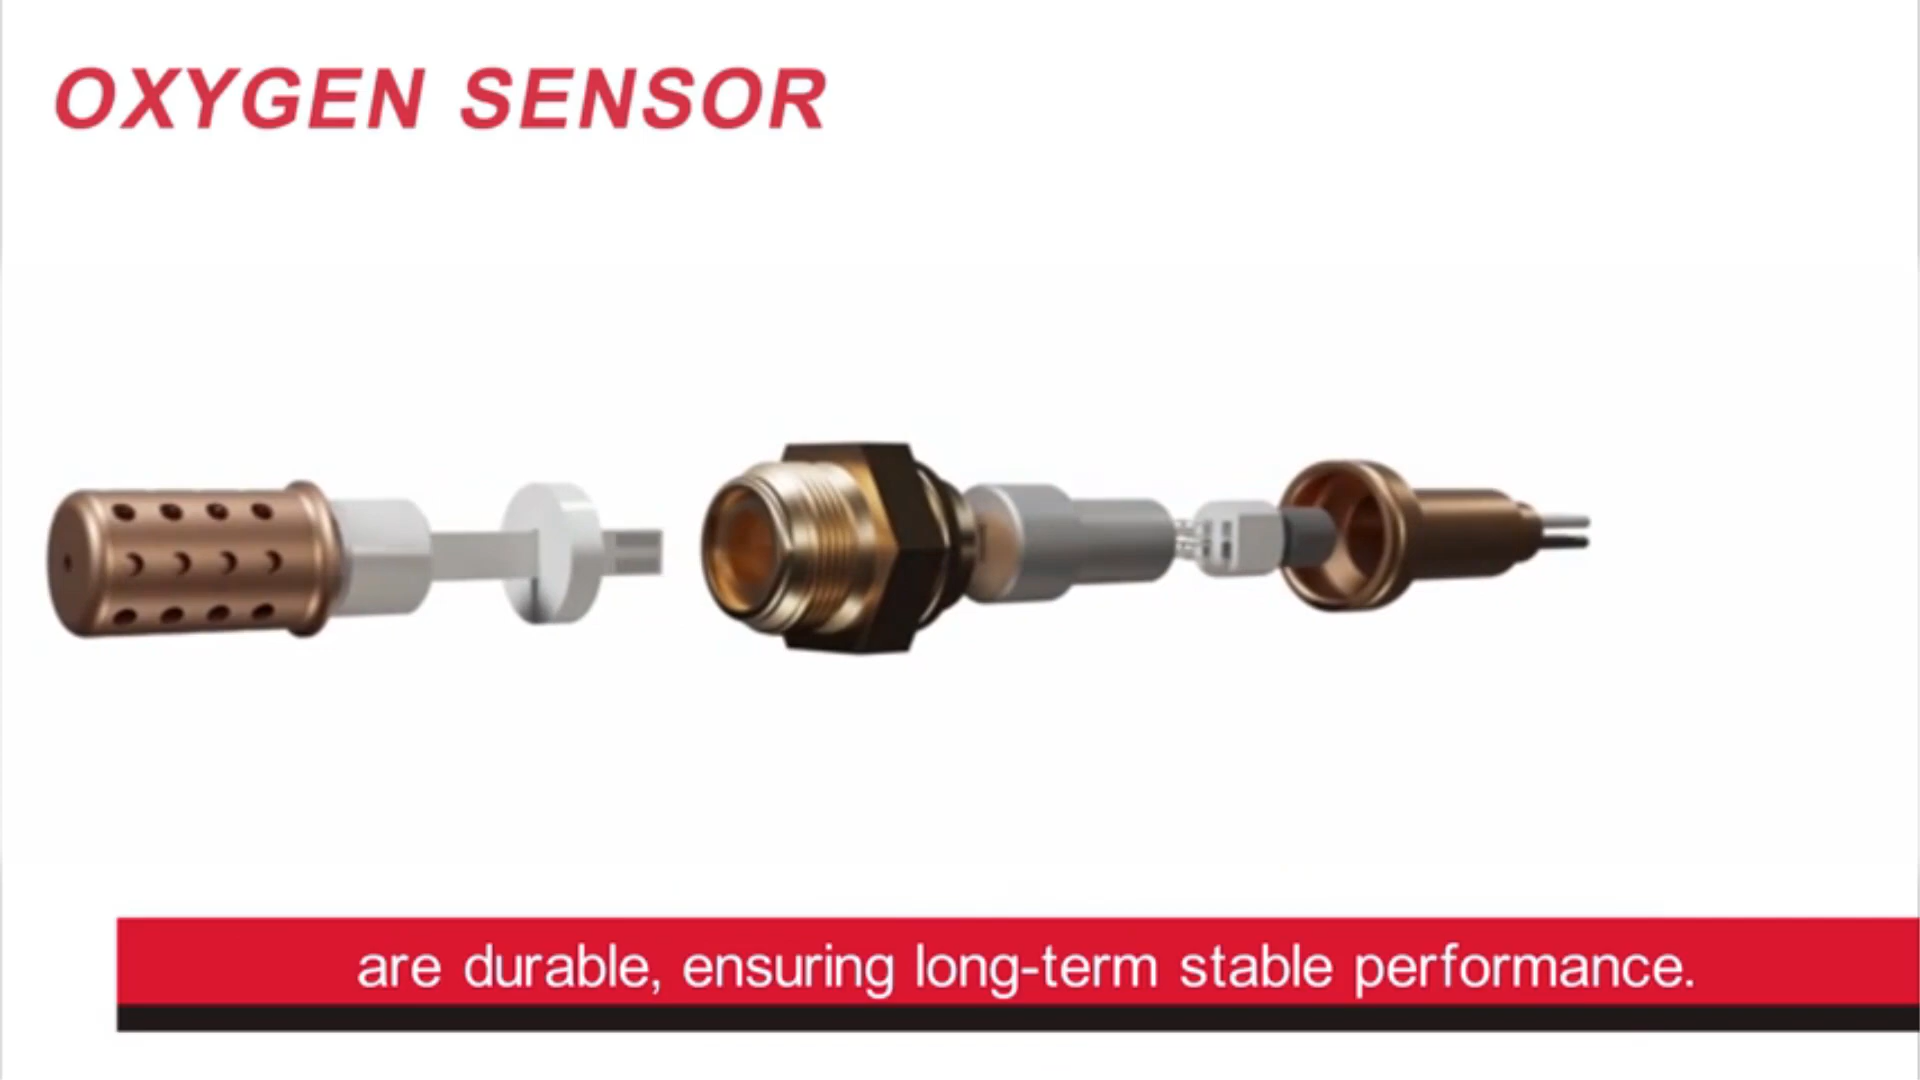 OXYGEN SENSOR
are durable, ensuring long-term stable performance.